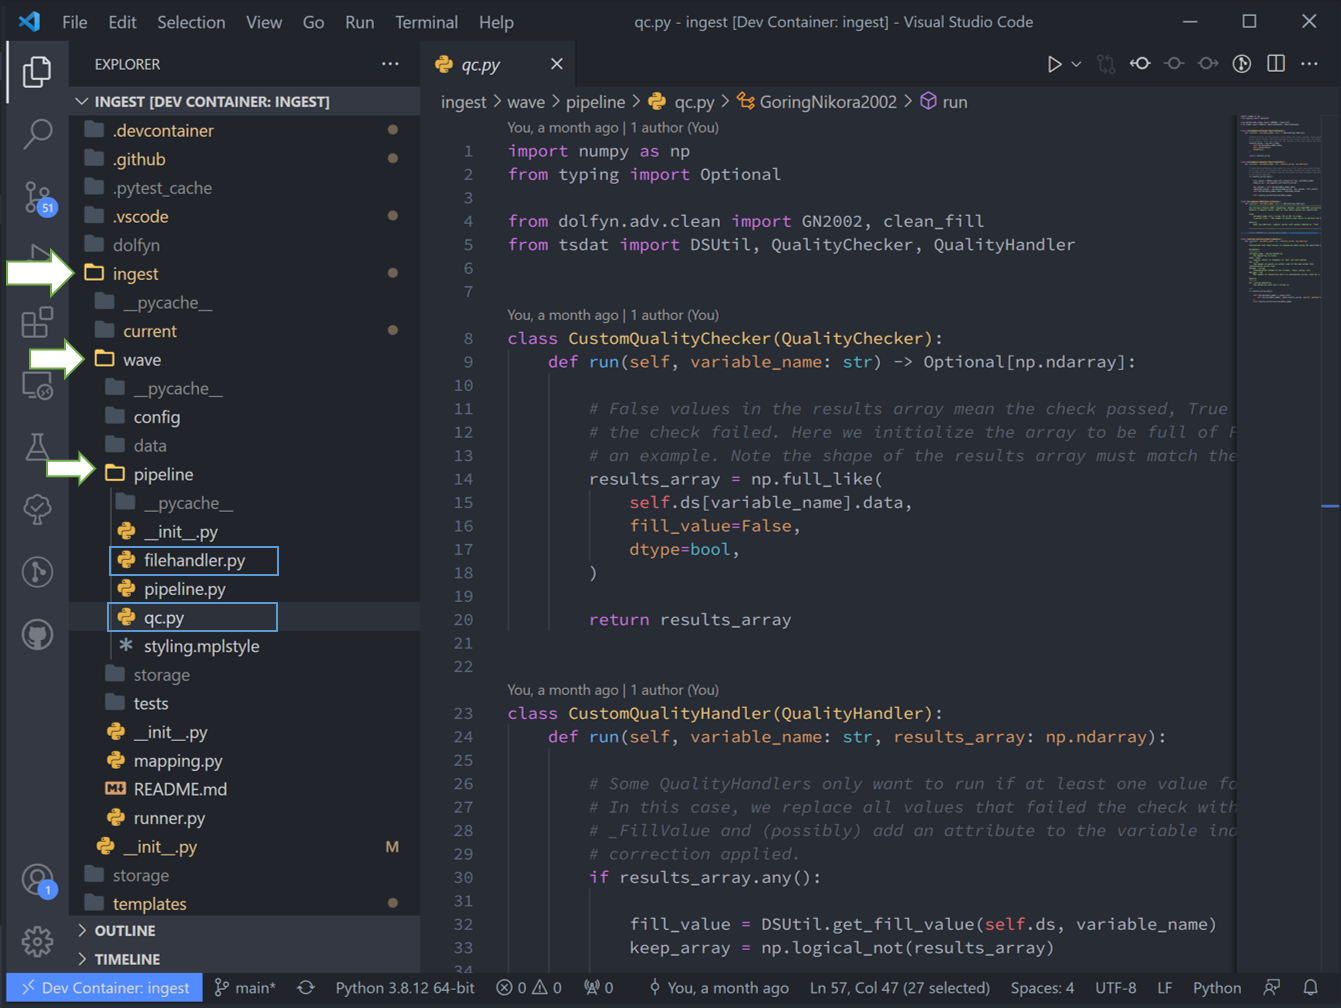 File Edit Selection View Go Run Terminal Help
qc.py - ingest [Dev Container: ingest] - Visual Studio Code
EXPLORER
INGEST [DEV CONTAINER: INGEST]
.devcontainer
.github
.pytest_cache
.vscode
dolfyn
ingest
__pycache__
current
wave
__pycache__
config
data
pipeline
__pycache__
__init__.py
filehandler.py
pipeline.py
qc.py
styling.mplstyle
storage
tests
__init__.py
mapping.py
README.md
runner.py
__init__.py M
storage
templates
OUTLINE
TIMELINE
51
1
qc.py
ingest > wave > pipeline > qc.py > GoringNikora2002 > run
You, a month ago | 1 author (You)
1 import numpy as np
2 from typing import Optional
3
4 from dolfyn.adv.clean import GN2002, clean_fill
5 from tsdat import DSUtil, QualityChecker, QualityHandler
6
7
You, a month ago | 1 author (You)
8 class CustomQualityChecker(QualityChecker):
9 def run(self, variable_name: str) -> Optional[np.ndarray]:
10
11 # False values in the results array mean the check passed, True
12 # the check failed. Here we initialize the array to be full of F
13 # an example. Note the shape of the results array must match the
14 results_array = np.full_like(
15 self.ds[variable_name].data,
16 fill_value=False,
17 dtype=bool,
18 )
19
20 return results_array
21
22
You, a month ago | 1 author (You)
23 class CustomQualityHandler(QualityHandler):
24 def run(self, variable_name: str, results_array: np.ndarray):
25
26 # Some QualityHandlers only want to run if at least one value fa
27 # In this case, we replace all values that failed the check with
28 # _FillValue and (possibly) add an attribute to the variable ind
29 # correction applied.
30 if results_array.any():
31
32 fill_value = DSUtil.get_fill_value(self.ds, variable_name)
33 keep_array = np.logical_not(results_array)
34
Dev Container: ingest main* Python 3.8.12 64-bit 0 0 0 You, a month ago Ln 57, Col 47 (27 selected) Spaces: 4 UTF-8 LF Python